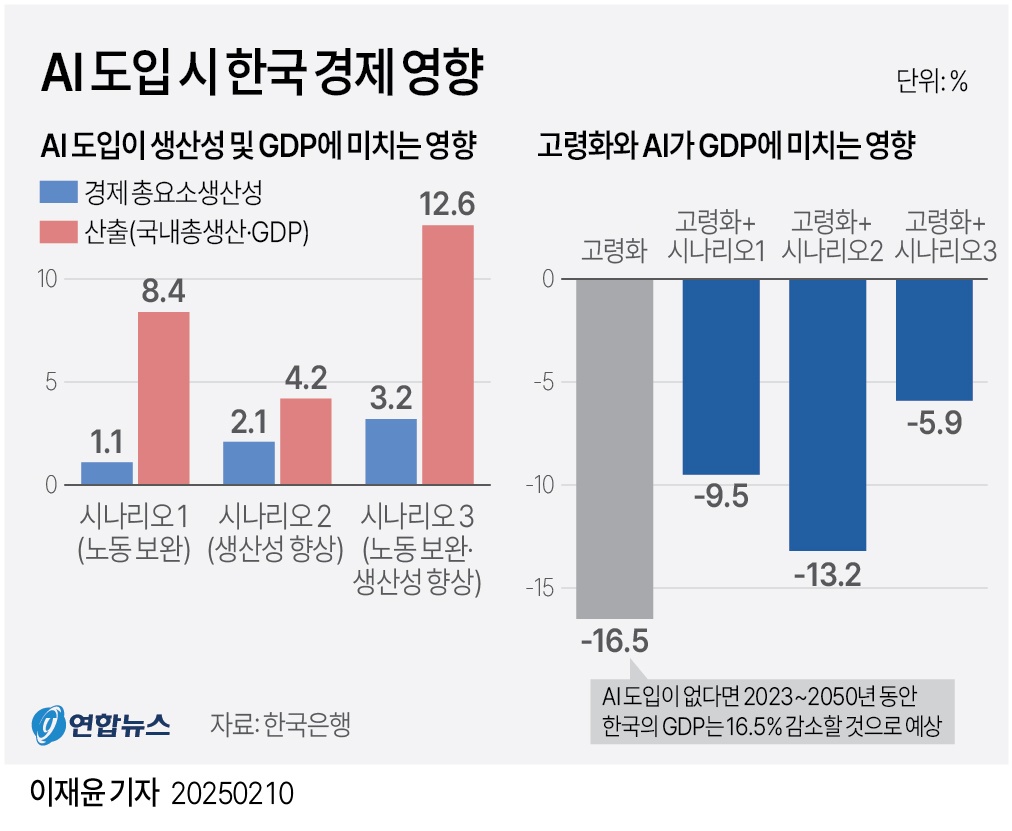 AI 도입 시 한국 경제 영향
단위: %
AI 도입이 생산성 및 GDP에 미치는 영향
경제 총요소생산성
산출(국내총생산·GDP)
10
5
0
1.1
8.4
2.1
4.2
3.2
12.6
시나리오 1
(노동 보완)
시나리오 2
(생산성 향상)
시나리오 3
(노동 보완·
생산성 향상)
고령화와 AI가 GDP에 미치는 영향
고령화
고령화+
시나리오1
고령화+
시나리오2
고령화+
시나리오3
0
-5
-10
-15
-16.5
-9.5
-13.2
-5.9
AI 도입이 없다면 2023~2050년 동안
한국의 GDP는 16.5% 감소할 것으로 예상
연합뉴스
자료: 한국은행
이재윤 기자 20250210